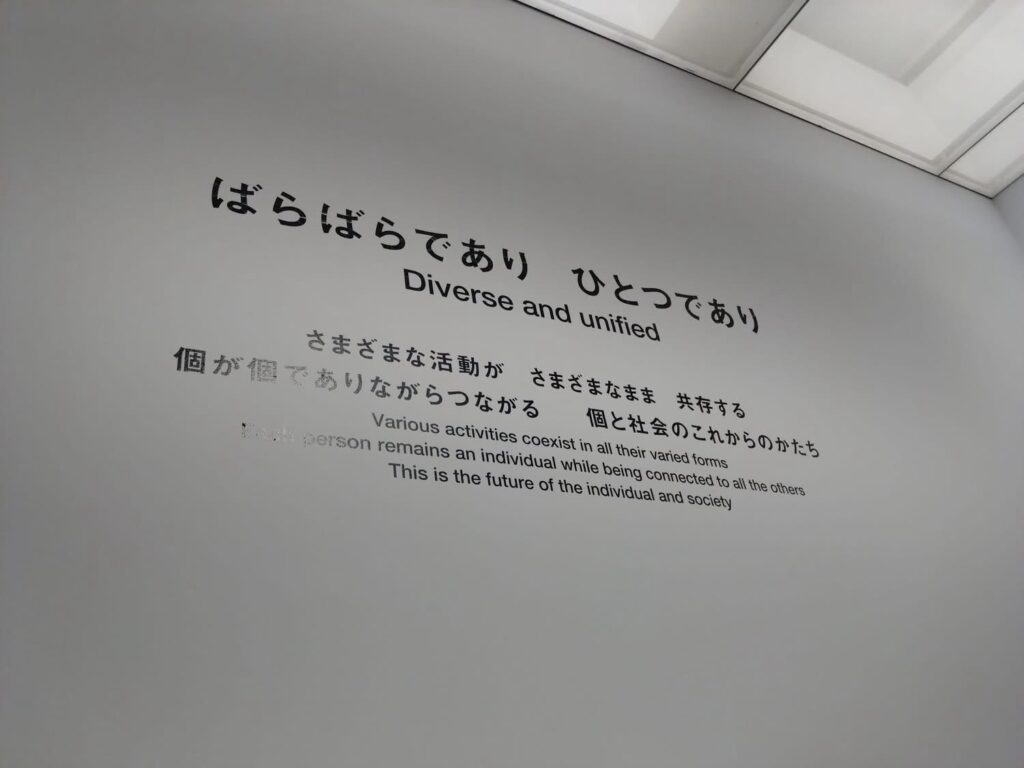 ばらばらであり　ひとつであり
Diverse and unified
さまざまな活動が　さまざまなまま　共存する
個が個でありながらつながる　個と社会のこれからのかたち
Various activities coexist in all their varied forms
Each person remains an individual while being connected to all the others
This is the future of the individual and society